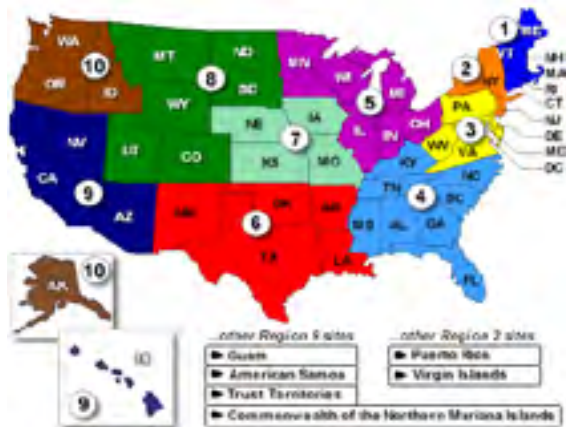 1
ME
VT
WA
MT
ND
10
OR
ID
8
MN
WI
2
NY
NH
MA
RI
CT
NJ
DE
MD
DC
WY
SD
5
MI
PA
3
NE
IA
7
IL
IN
OH
WV
VA
NV
UT
CO
KS
MO
KY
CA
9
AZ
NM
OK
AR
TN
NC
4
SC
6
MS
AL
GA
TX
LA
FL
10
AK
HI
9
...other Region 9 sites
Guam
American Samoa
Trust Territories
Commonwealth of the Northern Mariana Islands
...other Region 2 sites
Puerto Rico
Virgin Islands